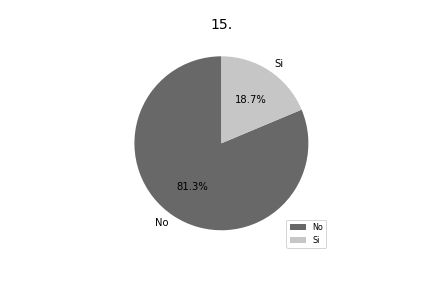 15.
Si
18.7%
81.3%
No
No
Si